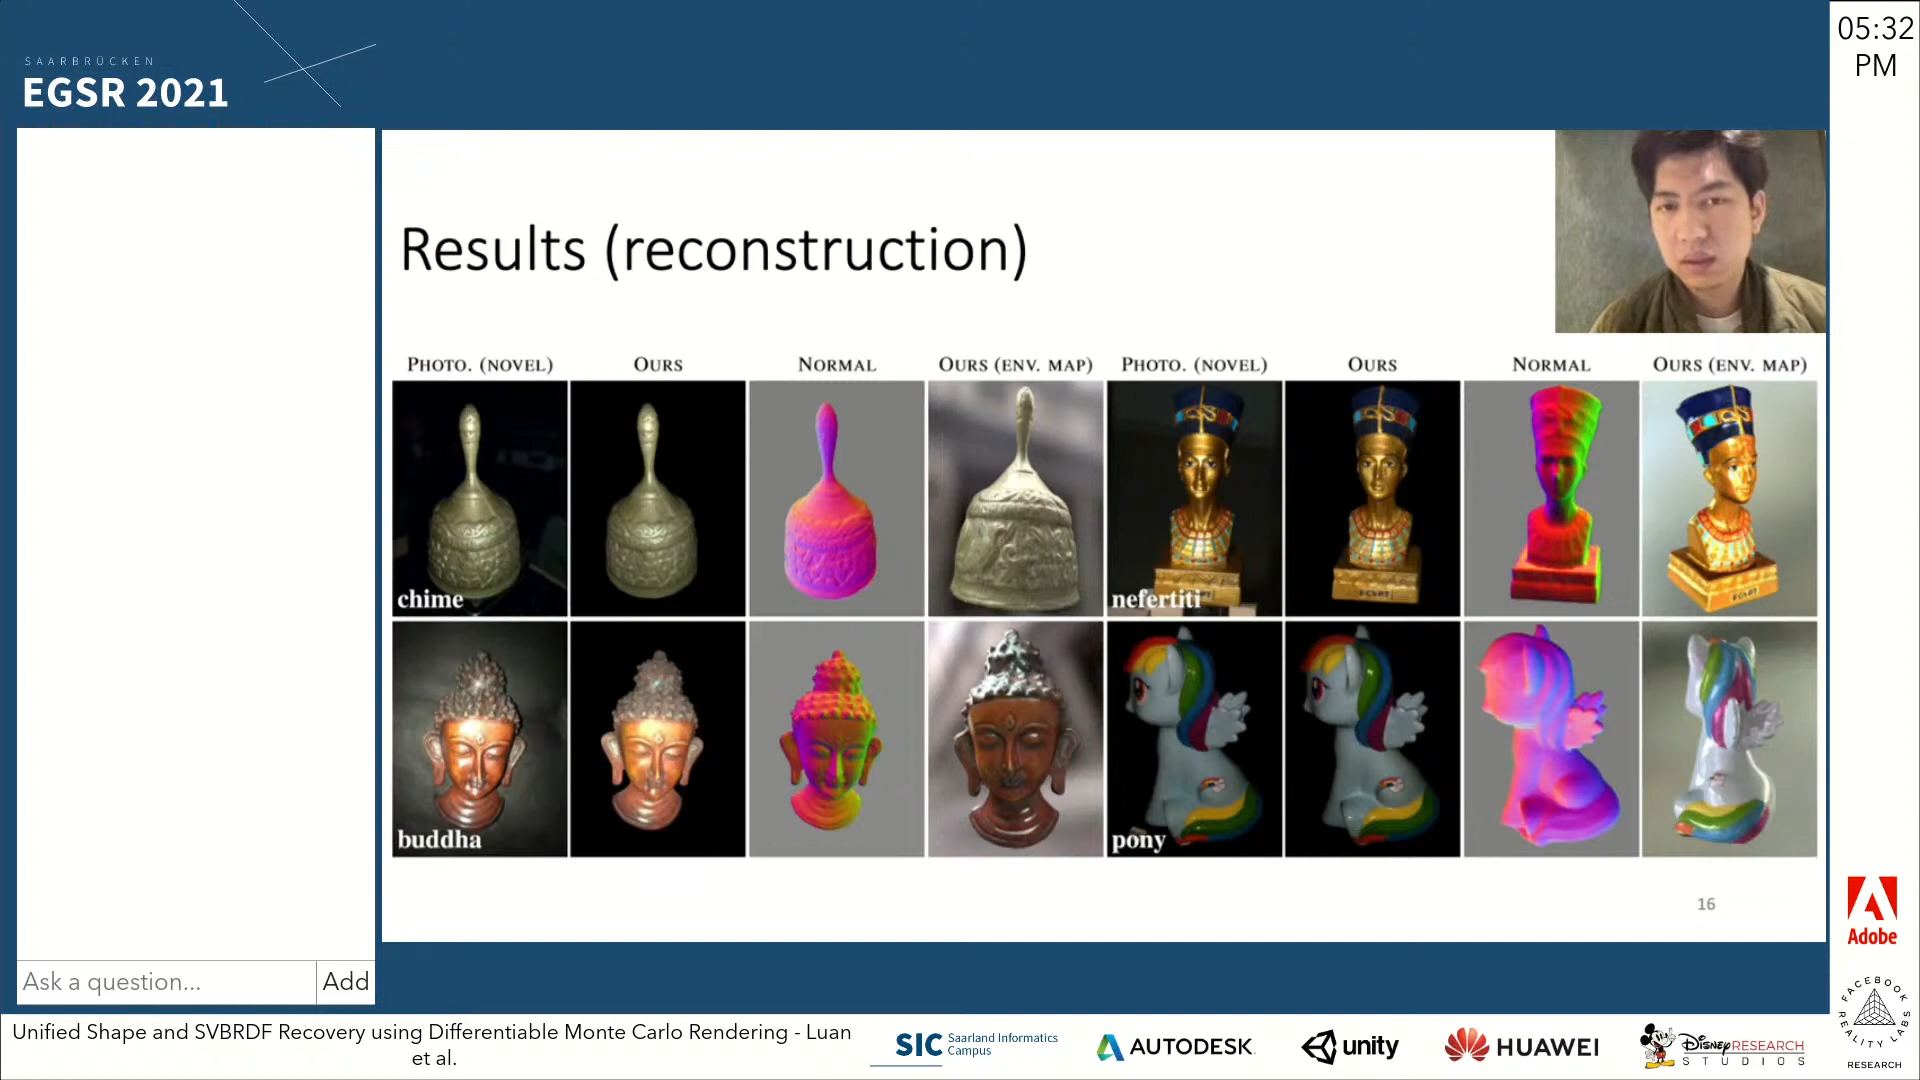 SAARBRÜCKEN
EGSR 2021
05:32
PM
Results (reconstruction)
PHOTO. (NOVEL) OURS NORMAL OURS (ENV. MAP) PHOTO. (NOVEL) OURS NORMAL OURS (ENV. MAP)
chime nefertiti
EGYPT
EGYPT
buddha pony
16
Ask a question... Add
Unified Shape and SVBRDF Recovery using Differentiable Monte Carlo Rendering - Luan
et al.
SIC Saarland Informatics
Campus
AUTODESK.
unity
HUAWEI
Disney RESEARCH
STUDIOS
Adobe
FACEBOOK
REALITY LABS
RESEARCH